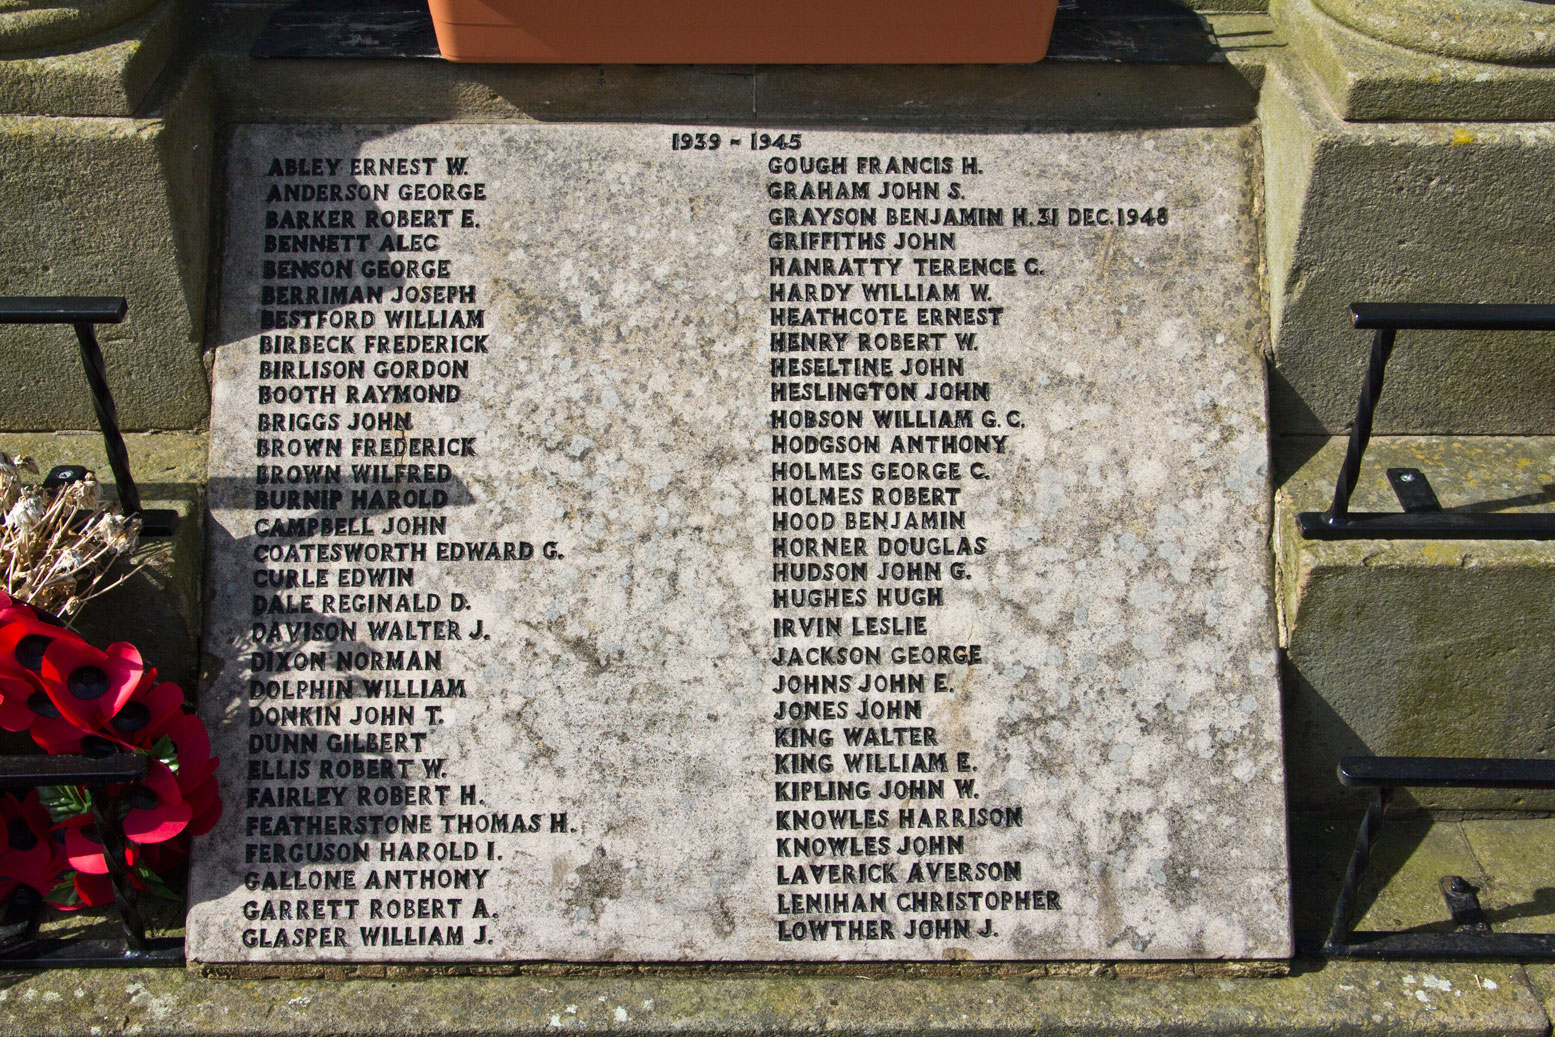 1939 - 1945
ABLEY ERNEST W.
ANDERSON GEORGE
BARKER ROBERT E.
BENNETT ALEC
BENSON GEORGE
BERRIMAN JOSEPH
BESTFORD WILLIAM
BIRBECK FREDERICK
BIRLISON GORDON
BOOTH RAYMOND
BRIGGS JOHN
BROWN FREDERICK
BROWN WILFRED
BURNIP HAROLD
CAMPBELL JOHN
COATESWORTH EDWARD G.
CURLE EDWIN
DALE REGINALD D.
DAVISON WALTER J.
DIXON NORMAN
DOLPHIN WILLIAM
DONKIN JOHN T.
DUNN GILBERT
ELLIS ROBERT W.
FAIRLEY ROBERT H.
FEATHERSTONE THOMAS H.
FERGUSON HAROLD I.
GALLONE ANTHONY
GARRETT ROBERT A.
GLASPER WILLIAM J.
GOUGH FRANCIS H.
GRAHAM JOHN S.
GRAYSON BENJAMIN H. 31 DEC. 1948
GRIFFITHS JOHN
HANRATTY TERENCE C.
HARDY WILLIAM W.
HEATHCOTE ERNEST
HENRY ROBERT W.
HESELTINE JOHN
HESLINGTON JOHN
HOBSON WILLIAM G. C.
HODGSON ANTHONY
HOLMES GEORGE C.
HOLMES ROBERT
HOOD BENJAMIN
HORNER DOUGLAS
HUDSON JOHN G.
HUGHES HUGH
IRVIN LESLIE
JACKSON GEORGE
JOHNS JOHN E.
JONES JOHN
KING WALTER
KING WILLIAM E.
KIPLING JOHN W.
KNOWLES HARRISON
KNOWLES JOHN
LAVERICK AVERSON
LENIHAN CHRISTOPHER
LOWTHER JOHN J.